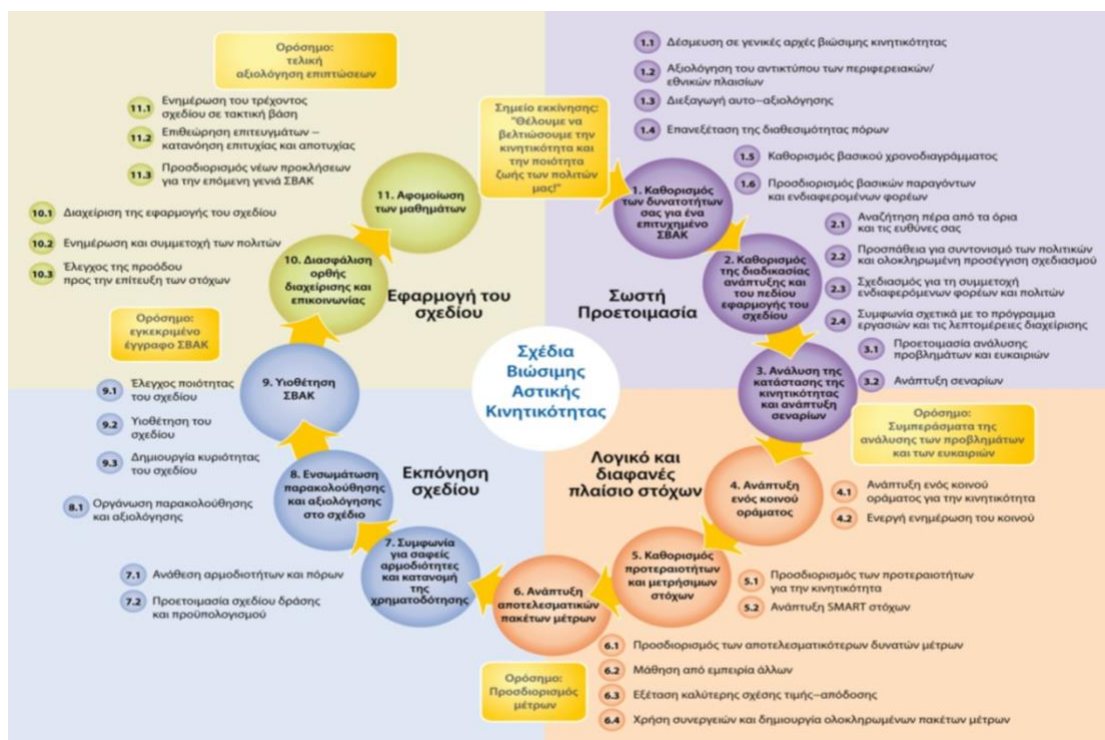 Σημείο εκκίνησης:
"Θέλουμε να
βελτιώσουμε την
κινητικότητα και
την ποιότητα
ζωής των πολιτών
μας!"
1.1 Δέσμευση σε γενικές αρχές βιώσιμης κινητικότητας
1.2 Αξιολόγηση του αντικτύπου των περιφερειακών/
εθνικών πλαισίων
1.3 Διεξαγωγή αυτο-αξιολόγησης
1.4 Επανεξέταση της διαθεσιμότητας πόρων
1.5 Καθορισμός βασικού χρονοδιαγράμματος
1.6 Προσδιορισμός βασικών παραγόντων
και ενδιαφερομένων φορέων
1. Καθορισμός
των δυνατοτήτων
σας για ένα
επιτυχημένο
ΣΒΑΚ
2.1 Αναζήτηση πέρα από τα όρια
και τις ευθύνες σας
2.2 Προσπάθεια για συντονισμό των πολιτικών
και ολοκληρωμένη προσέγγιση σχεδιασμού
2.3 Σχεδιασμός για τη συμμετοχή
ενδιαφερόμενων φορέων και πολιτών
2.4 Συμφωνία σχετικά με το πρόγραμμα
εργασιών και τις λεπτομέρειες διαχείρισης
2. Καθορισμός
της διαδικασίας
ανάπτυξης και
του πεδίου
εφαρμογής του
σχεδίου
Σωστή
Προετοιμασία
3.1 Προετοιμασία ανάλυσης
προβλημάτων και ευκαιριών
3.2 Ανάπτυξη σεναρίων
3. Ανάλυση της
κατάστασης της
κινητικότητας
και ανάπτυξη
σεναρίων
Ορόσημο:
Συμπεράσματα της
ανάλυσης των προβλημάτων
και των ευκαιριών
Λογικό και
διαφανές
πλαίσιο στόχων
4. Ανάπτυξη
ενός κοινού
οράματος
4.1 Ανάπτυξη ενός κοινού
οράματος για την κινητικότητα
4.2 Ενεργή ενημέρωση του κοινού
5. Καθορισμός
προτεραιοτήτων
και μετρήσιμων
στόχων
5.1 Προσδιορισμός των προτεραιοτήτων
για την κινητικότητα
5.2 Ανάπτυξη SMART στόχων
6. Ανάπτυξη
αποτελεσματικών
πακέτων μέτρων
6.1 Προσδιορισμός των αποτελεσματικότερων δυνατών μέτρων
6.2 Μάθηση από εμπειρία άλλων
6.3 Εξέταση καλύτερης σχέσης τιμής-απόδοσης
6.4 Χρήση συνεργειών και δημιουργία ολοκληρωμένων πακέτων μέτρων
Ορόσημο:
Προσδιορισμός
μέτρων
Εκπόνηση
σχεδίου
7. Συμφωνία
για σαφείς
αρμοδιότητες
και κατανομή
της
χρηματοδότησης
7.1 Ανάθεση αρμοδιοτήτων και πόρων
7.2 Προετοιμασία σχεδίου δράσης
και προϋπολογισμού
8. Ενσωμάτωση
παρακολούθησης
και αξιολόγησης
στο σχέδιο
8.1 Οργάνωση παρακολούθησης
και αξιολόγησης
9. Υιοθέτηση
ΣΒΑΚ
9.1 Έλεγχος ποιότητας
του σχεδίου
9.2 Υιοθέτηση του
σχεδίου
9.3 Δημιουργία κυριότητας
του σχεδίου
Ορόσημο:
εγκεκριμένο
έγγραφο ΣΒΑΚ
Εφαρμογή του
σχεδίου
10. Διασφάλιση
ορθής
διαχείρισης και
επικοινωνίας
10.1 Διαχείριση της εφαρμογής του σχεδίου
10.2 Ενημέρωση και συμμετοχή των πολιτών
10.3 Έλεγχος της προόδου
προς την επίτευξη των στόχων
11. Αφομοίωση
των μαθημάτων
11.1 Ενημέρωση του τρέχοντος
σχεδίου σε τακτική βάση
11.2 Επιθεώρηση επιτευγμάτων –
κατανόηση επιτυχίας και αποτυχίας
11.3 Προσδιορισμός νέων προκλήσεων
για την επόμενη γενιά ΣΒΑΚ
Ορόσημο:
τελική
αξιολόγηση επιπτώσεων
Σχέδια
Βιώσιμης
Αστικής
Κινητικότητας